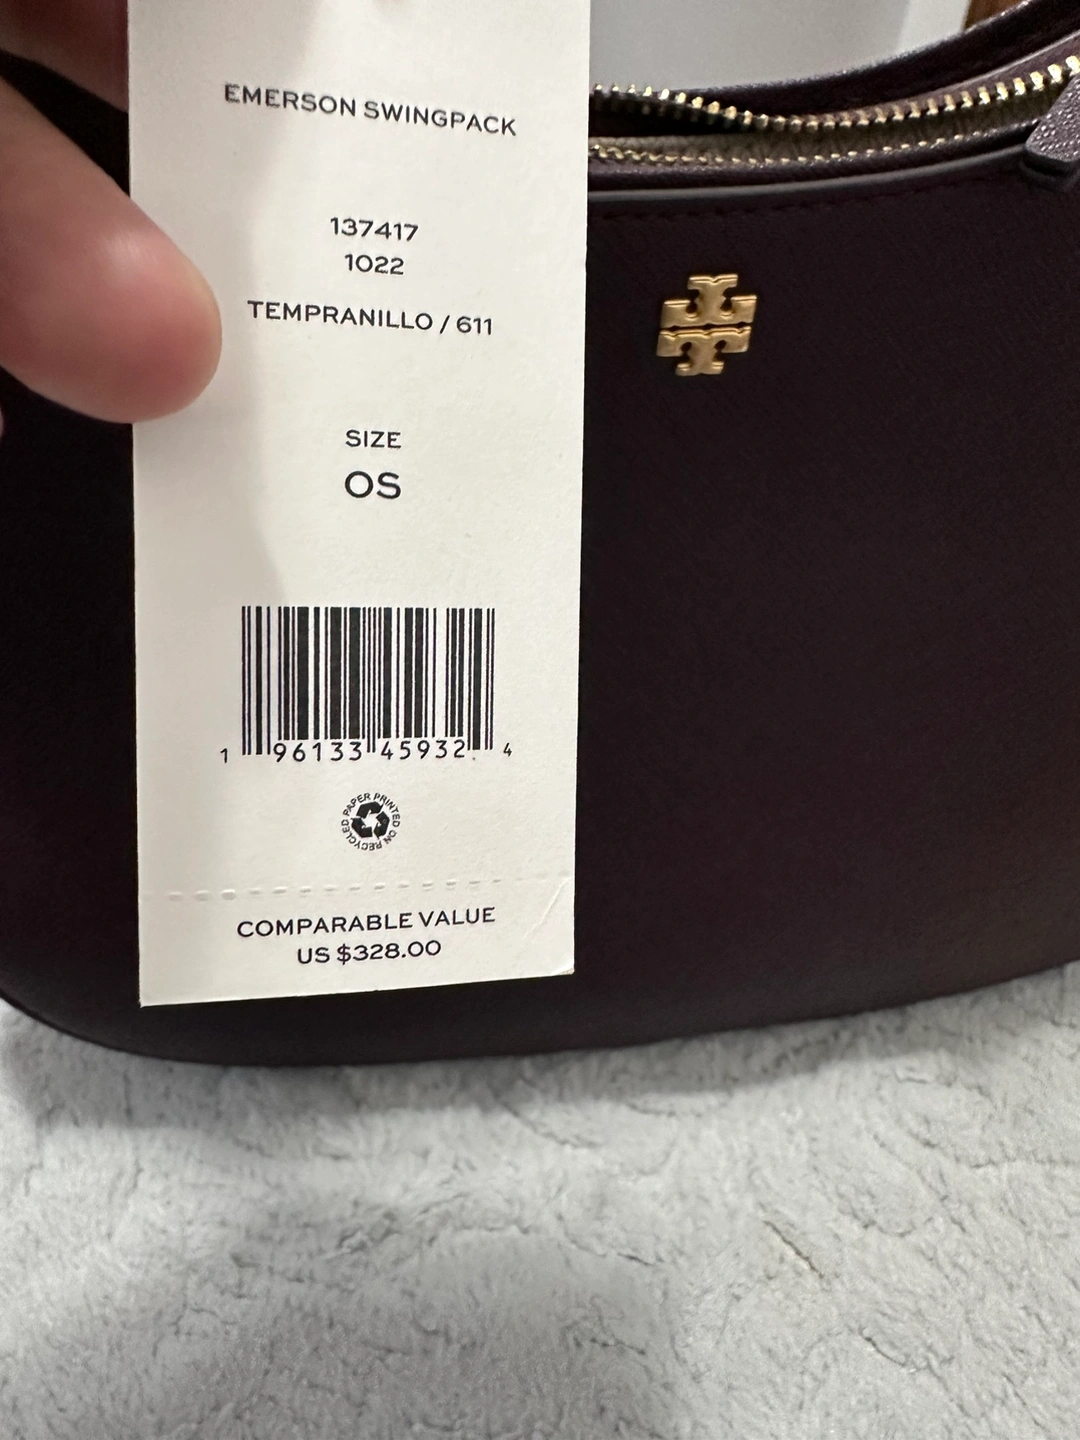 EMERSON SWINGPACK
137417
1022
TEMPRANILLO / 611
SIZE
OS
1 96133 45932 4
PAPER PRINTED ON RECYCLED
COMPARABLE VALUE
US $328.00